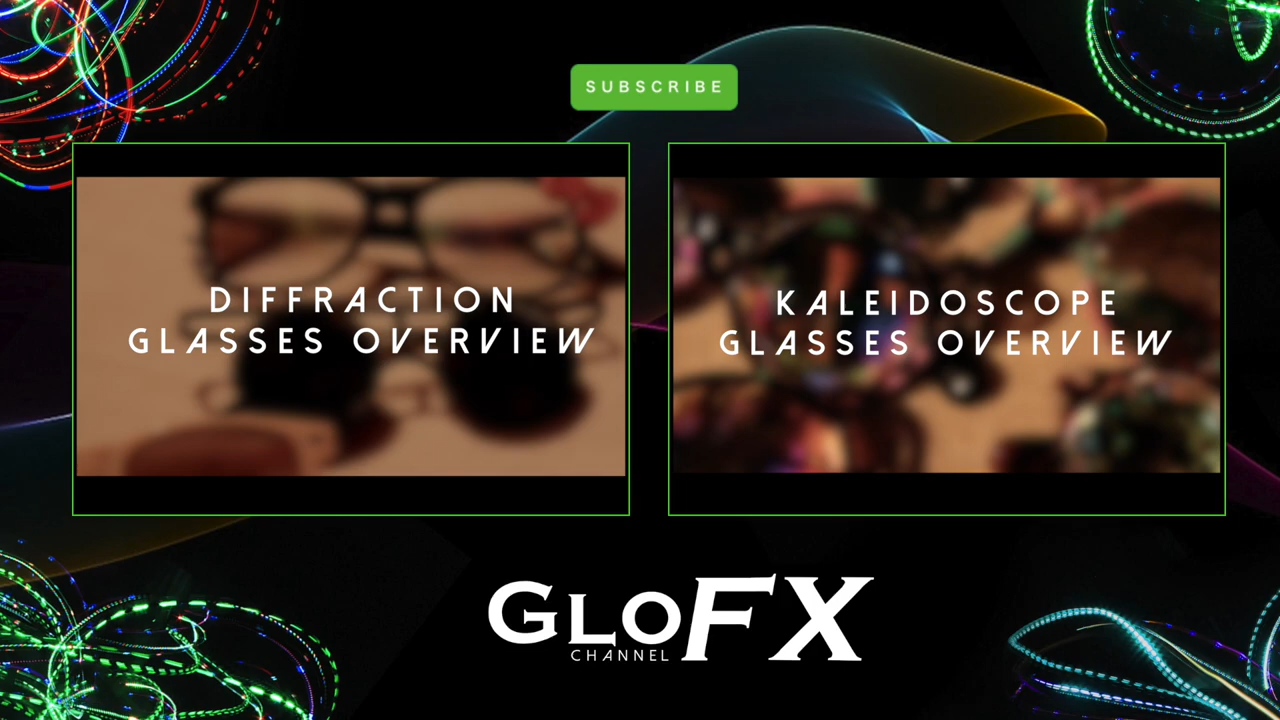 SUBSCRIBE
DIFFRACTION
GLASSES OVERVIEW
KALEIDOSCOPE
GLASSES OVERVIEW
GLOFX
CHANNEL